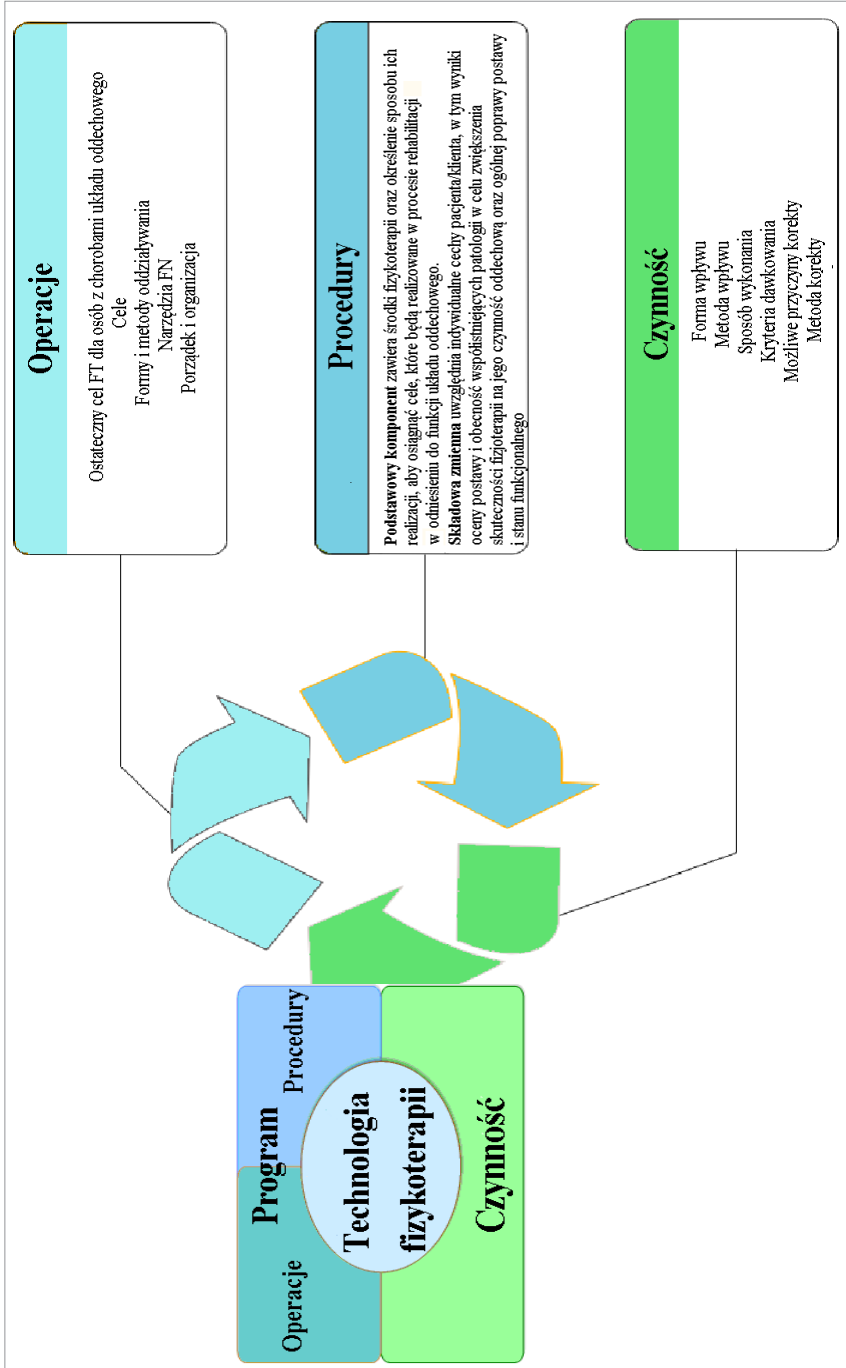 Program
Operacje
Procedury
Technologia
fizykoterapii
Czynność
Operacje
Ostateczny cel FT dla osób z chorobami układu oddechowego
Cele
Formy i metody oddziaływania
Narzędzia FN
Porządek i organizacja
Procedury
Podstawowy komponent zawiera środki fizykoterapii oraz określenie sposobu ich
realizacji, aby osiągnąć cele, które będą realizowane w procesie rehabilitacji
w odniesieniu do funkcji układu oddechowego.
Składowa zmienna uwzględnia indywidualne cechy pacjenta/klienta, w tym wyniki
oceny postawy i obecność współistniejących patologii w celu zwiększenia
skuteczności fizjoterapii na jego czynność oddechową oraz ogólnej poprawy postawy
i stanu funkcjonalnego
Czynność
Forma wpływu
Metoda wpływu
Sposób wykonania
Kryteria dawkowania
Możliwe przyczyny korekty
Metoda korekty